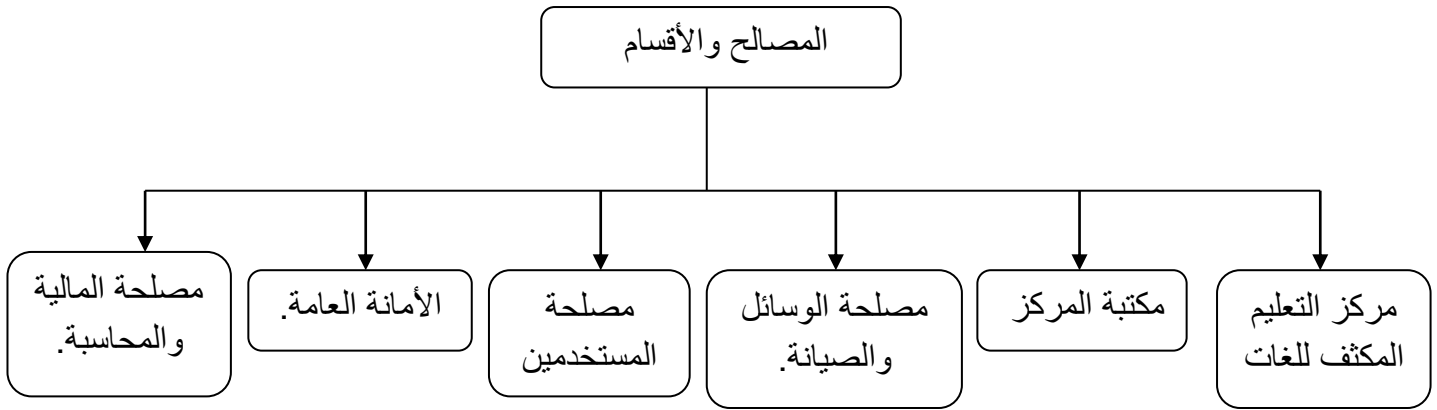 المصالح والأقسام
مركز التعليم
المكثف للغات
مكتبة المركز
مصلحة الوسائل
والصيانة.
مصلحة
المستخدمين
الأمانة العامة.
مصلحة المالية
والمحاسبة.